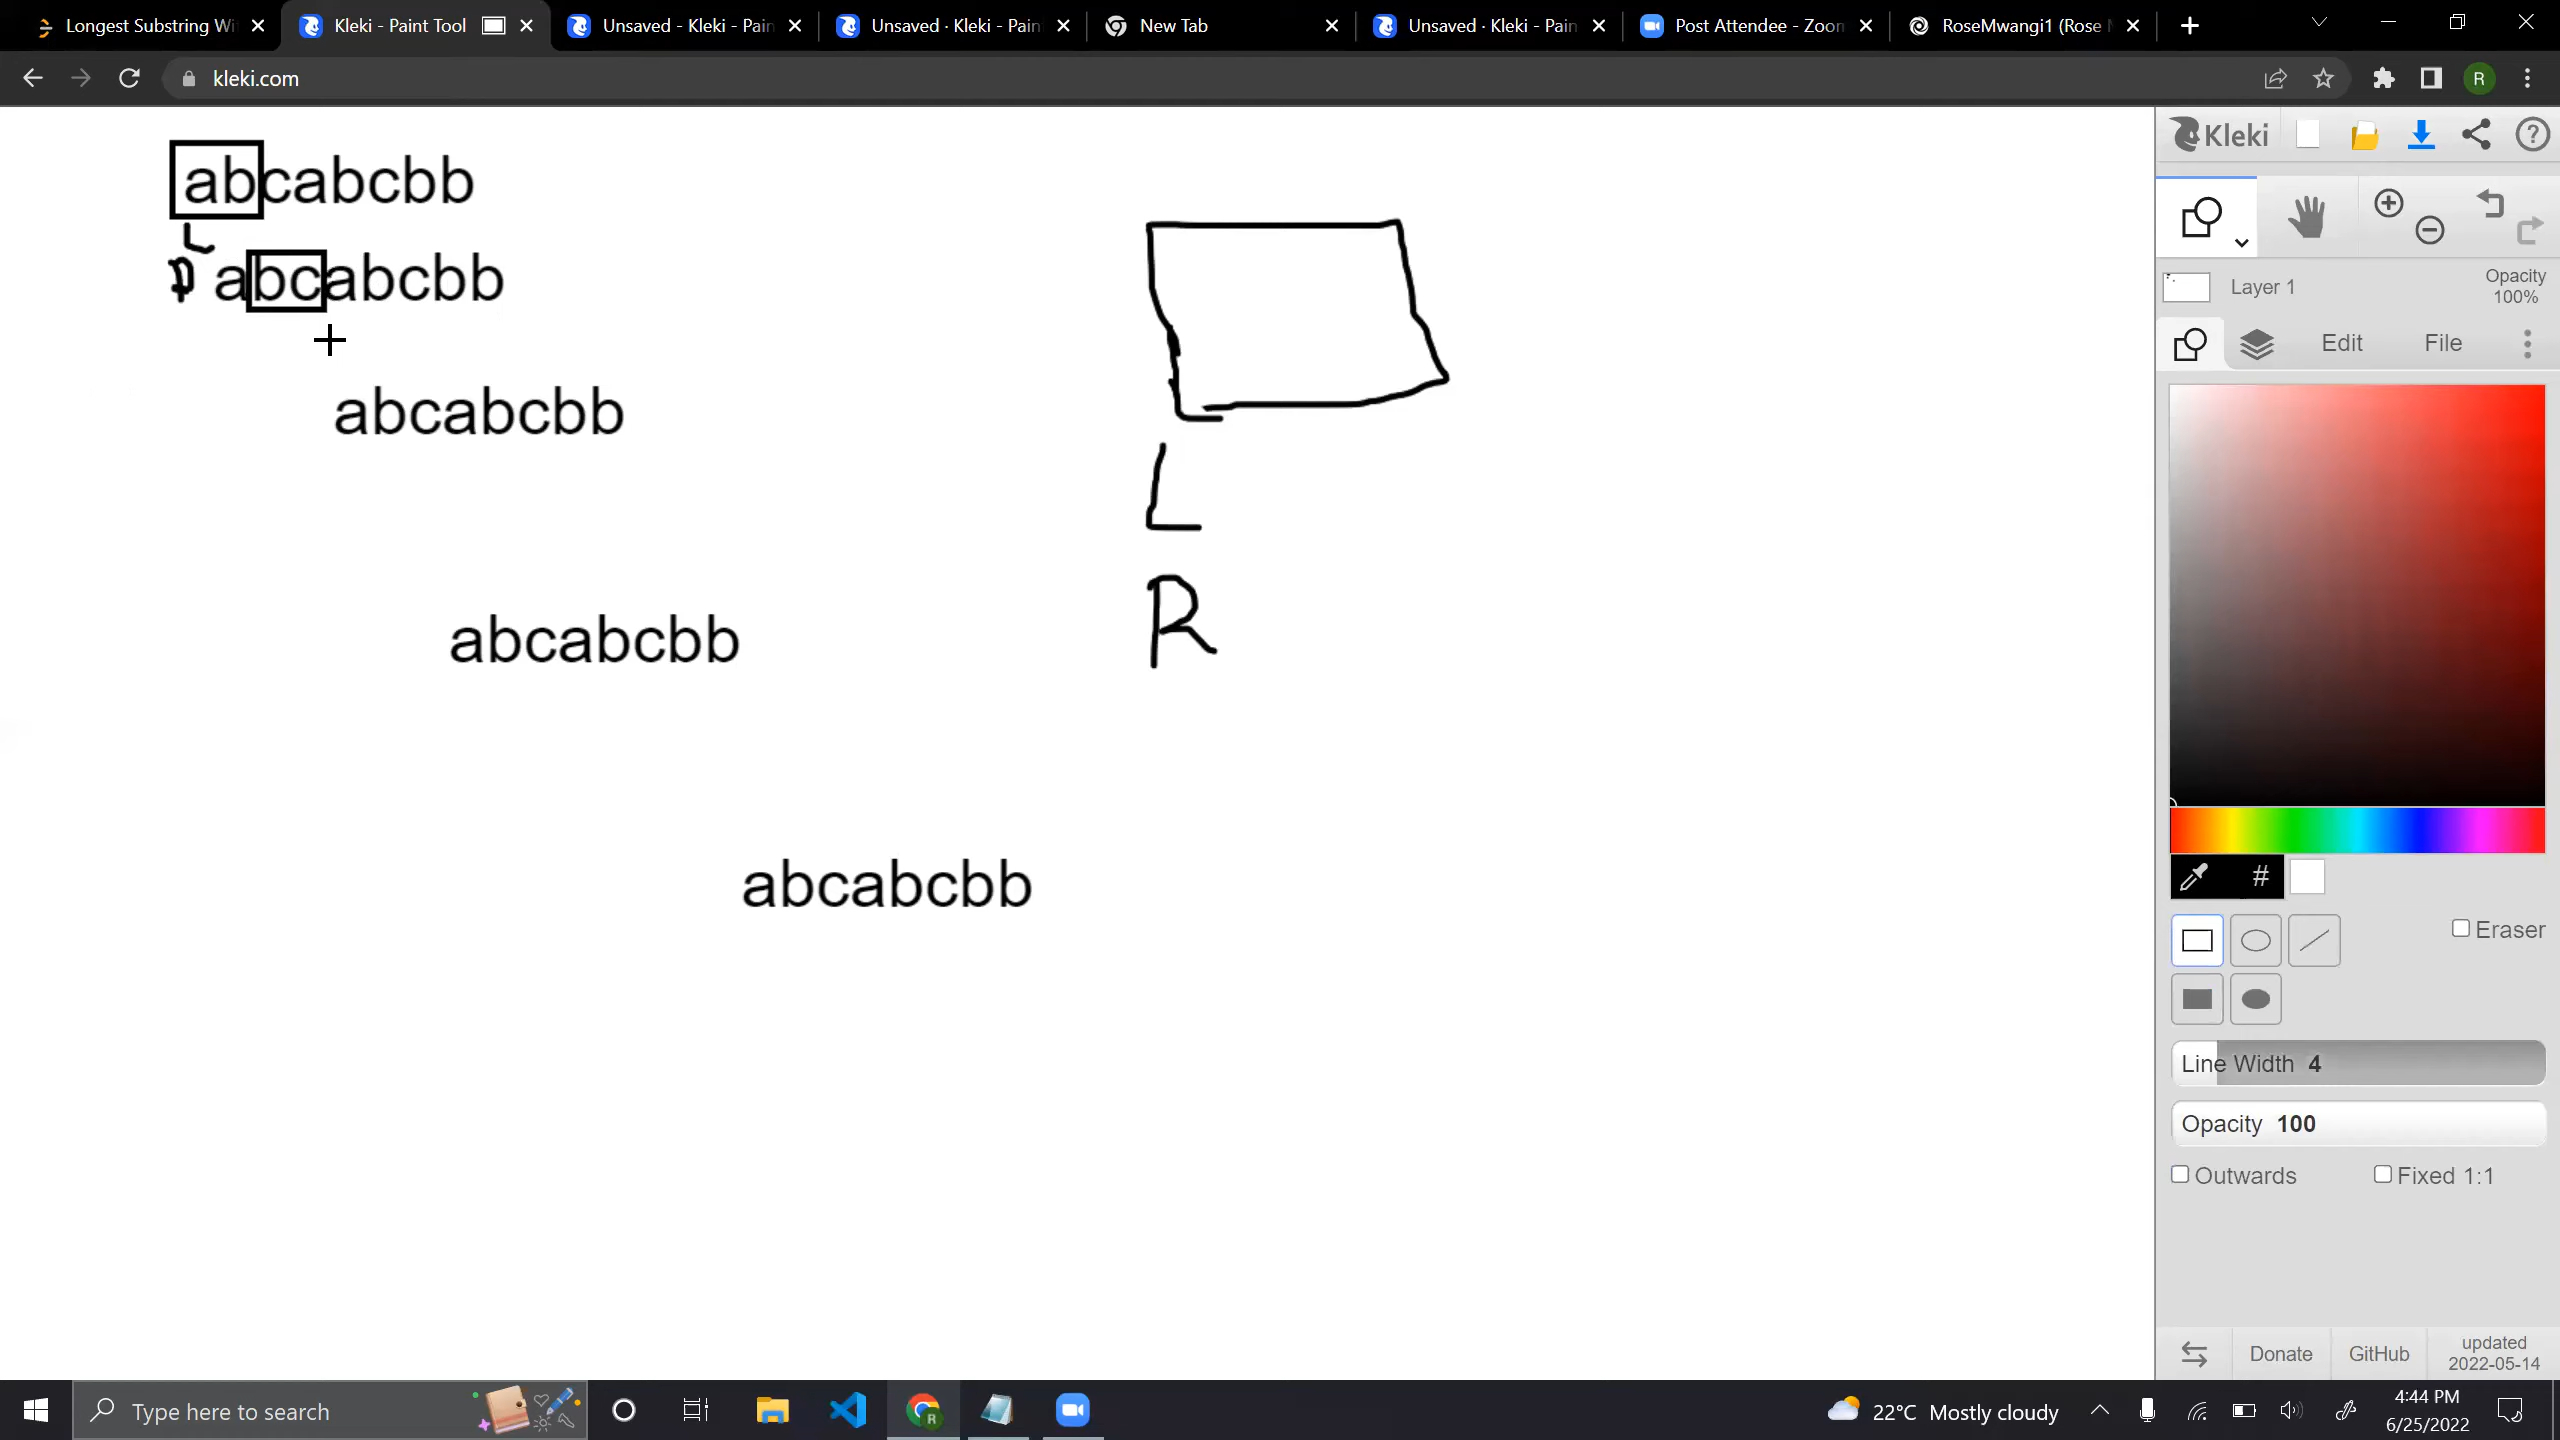 Longest Substring Wi
Kleki - Paint Tool
Unsaved - Kleki - Pain
Unsaved · Kleki - Pain
New Tab
Unsaved · Kleki - Pain
Post Attendee - Zoom
RoseMwangi1 (Rose M
kleki.com
R
Kleki
abcabcbb
L
abcabcbb
abcabcbb
L
R
abcabcbb
abcabcbb
Layer 1
Opacity
100%
Edit
File
#
Eraser
Line Width 4
Opacity 100
Outwards
Fixed 1:1
Donate
GitHub
updated
2022-05-14
Type here to search
R
22°C Mostly cloudy
4:44 PM
6/25/2022